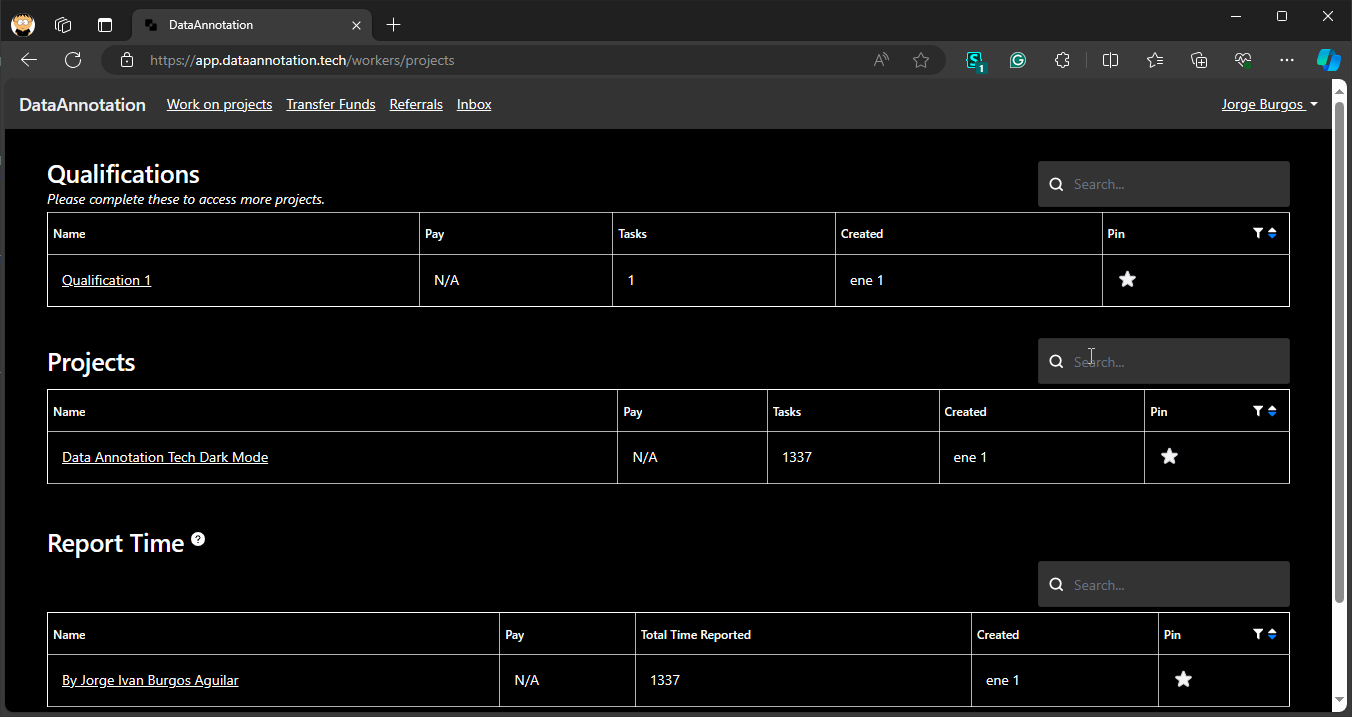 DataAnnotation
https://app.dataannotation.tech/workers/projects
1
DataAnnotation Work on projects Transfer Funds Referrals Inbox Jorge Burgos
Qualifications
Search...
Please complete these to access more projects.
Name Pay Tasks Created Pin
Qualification 1 N/A 1 ene 1
Projects
Search...
Name Pay Tasks Created Pin
Data Annotation Tech Dark Mode N/A 1337 ene 1
Report Time ?
Search...
Name Pay Total Time Reported Created Pin
By Jorge Ivan Burgos Aguilar N/A 1337 ene 1